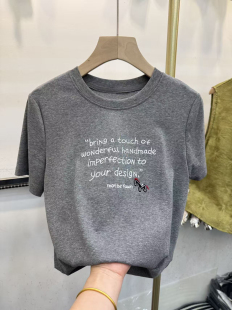 "bring a touch of
wonderful handmade
imperfection to
your design."